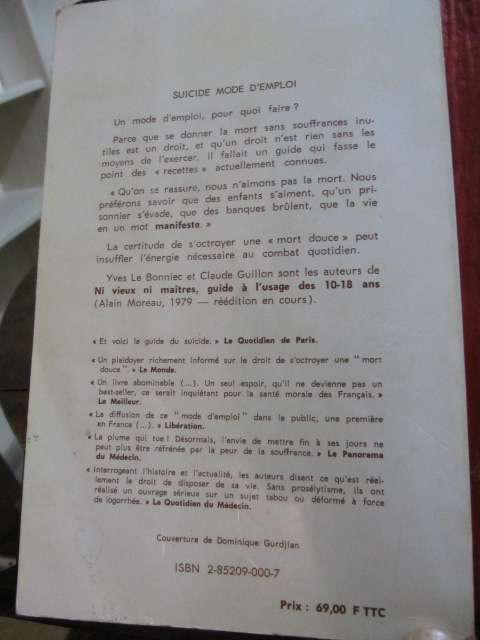 SUICIDE MODE D'EMPLOI
Un mode d'emploi, pour quoi faire ?
Parce que se donner la mort sans souffrances inu-
tiles est un droit, et qu'un droit n'est rien sans les
moyens de l'exercer, il fallait un guide qui fasse le
point des « recettes » actuellement connues.
« Qu'on se rassure, nous n'aimons pas la mort. Nous
préférons savoir que des enfants s'aiment, qu'un pri-
sonnier s'évade, que des banques brûlent, que la vie
en un mot manifeste. »
La certitude de s'octroyer une « mort douce » peut
insuffler l'énergie nécessaire au combat quotidien.
Yves Le Bonniec et Claude Guillon sont les auteurs de
Ni vieux ni maîtres, guide à l'usage des 10-18 ans
(Alain Moreau, 1979 — réédition en cours).
« Et voici le guide du suicide. » Le Quotidien de Paris.
« Un plaidoyer richement informé sur le droit de s'octroyer une " mort
douce ". » Le Monde.
« Un livre abominable (...). Un seul espoir, qu'il ne devienne pas un
best-seller, ce serait inquiétant pour la santé morale des Français. »
Le Meilleur.
« La diffusion de ce " mode d'emploi " dans le public, une première
en France (...). » Libération.
« La plume qui tue ! Désormais, l'envie de mettre fin à ses jours ne
peut plus être réfrénée par la peur de la souffrance. » Le Panorama
du Médecin.
« Interrogeant l'histoire et l'actualité, les auteurs disent ce qu'est réel-
lement le droit de disposer de sa vie. Sans prosélytisme, ils ont
réalisé un ouvrage sérieux sur un sujet tabou ou déformé à force
de logorrhée. » Le Quotidien du Médecin.
Couverture de Dominique Gurdjian
ISBN 2-85209-000-7
Prix : 69,00 F TTC